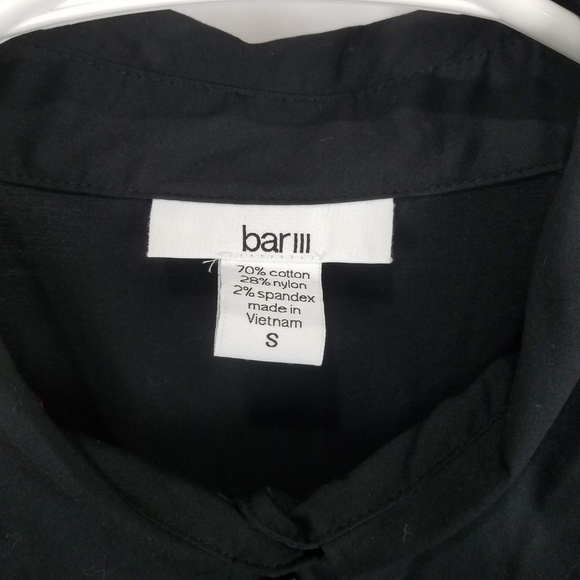 bar III
70% cotton
28% nylon
2% spandex
made in
Vietnam
S